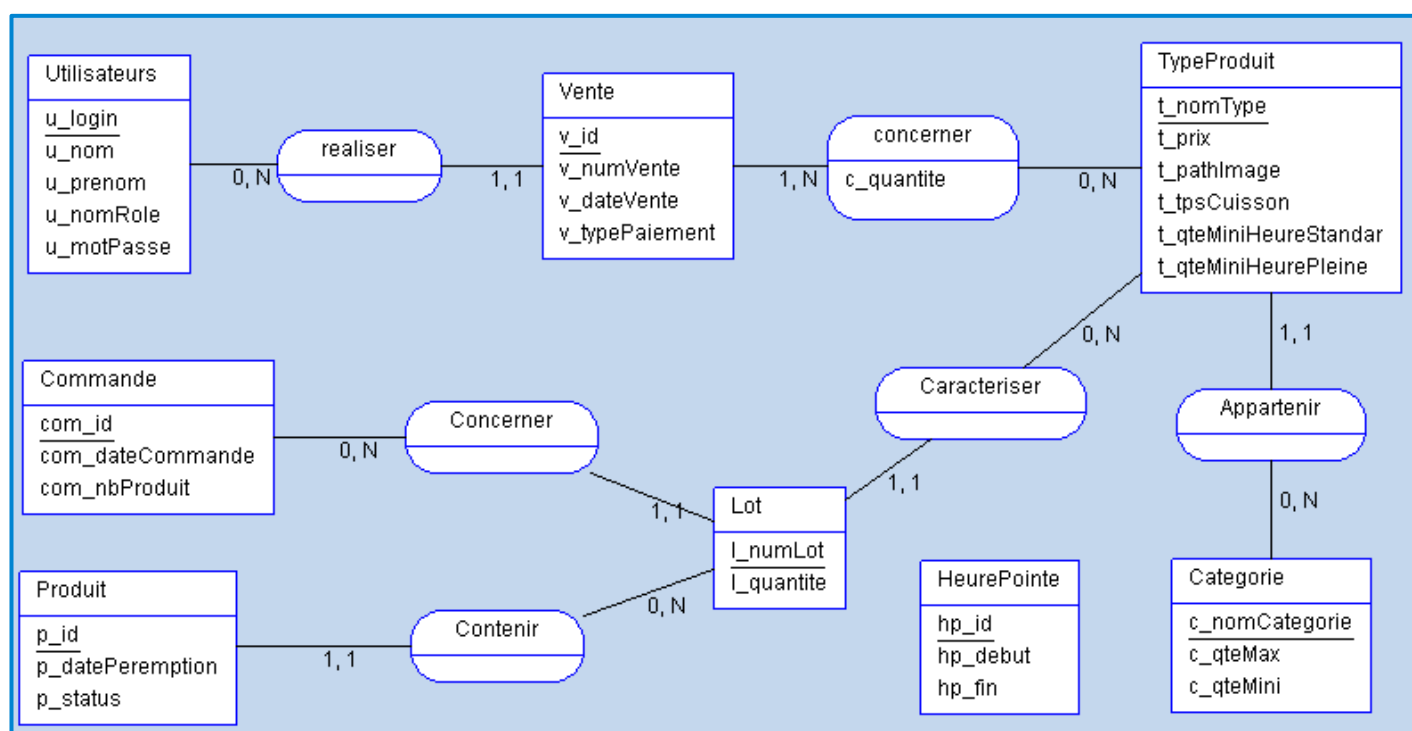 Utilisateurs
u_login
u_nom
u_prenom
u_nomRole
u_motPasse
0, N
realiser
1, 1
Vente
v_id
v_numVente
v_dateVente
v_typePaiement
1, N
concerner
c_quantite
0, N
TypeProduit
t_nomType
t_prix
t_pathImage
t_tpsCuisson
t_qteMiniHeureStandar
t_qteMiniHeurePleine
0, N
1, 1
Caracteriser
Appartenir
1, 1
0, N
Commande
com_id
com_dateCommande
com_nbProduit
0, N
Concerner
1, 1
Lot
l_numLot
l_quantite
Produit
p_id
p_datePeremption
p_status
1, 1
Contenir
0, N
HeurePointe
hp_id
hp_debut
hp_fin
Categorie
c_nomCategorie
c_qteMax
c_qteMini